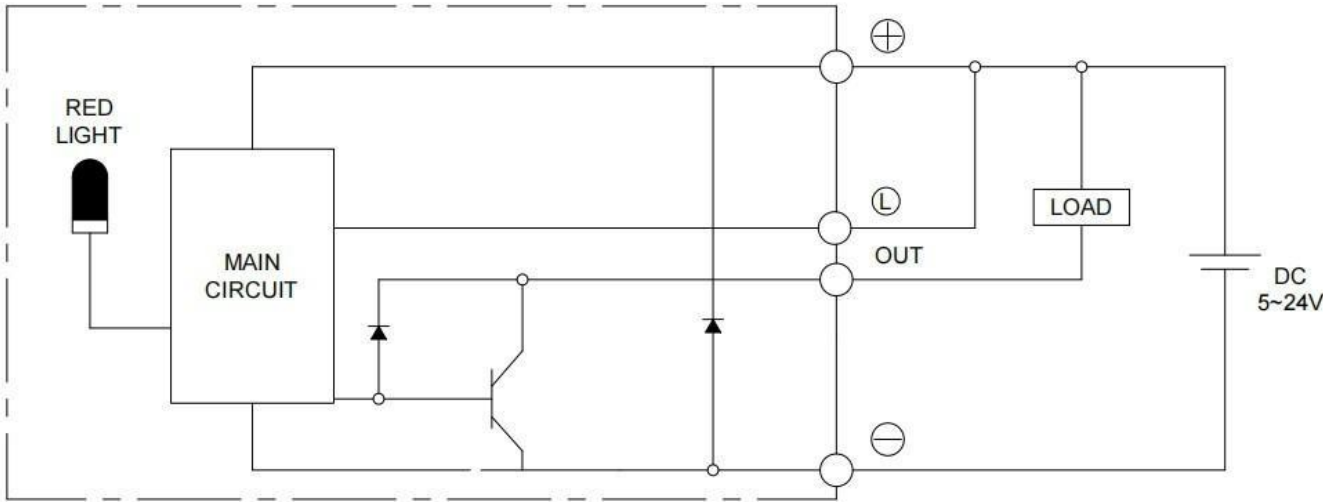 ⊕
RED
LIGHT
Ⓛ
LOAD
OUT
MAIN
CIRCUIT
DC
5~24V
⊖